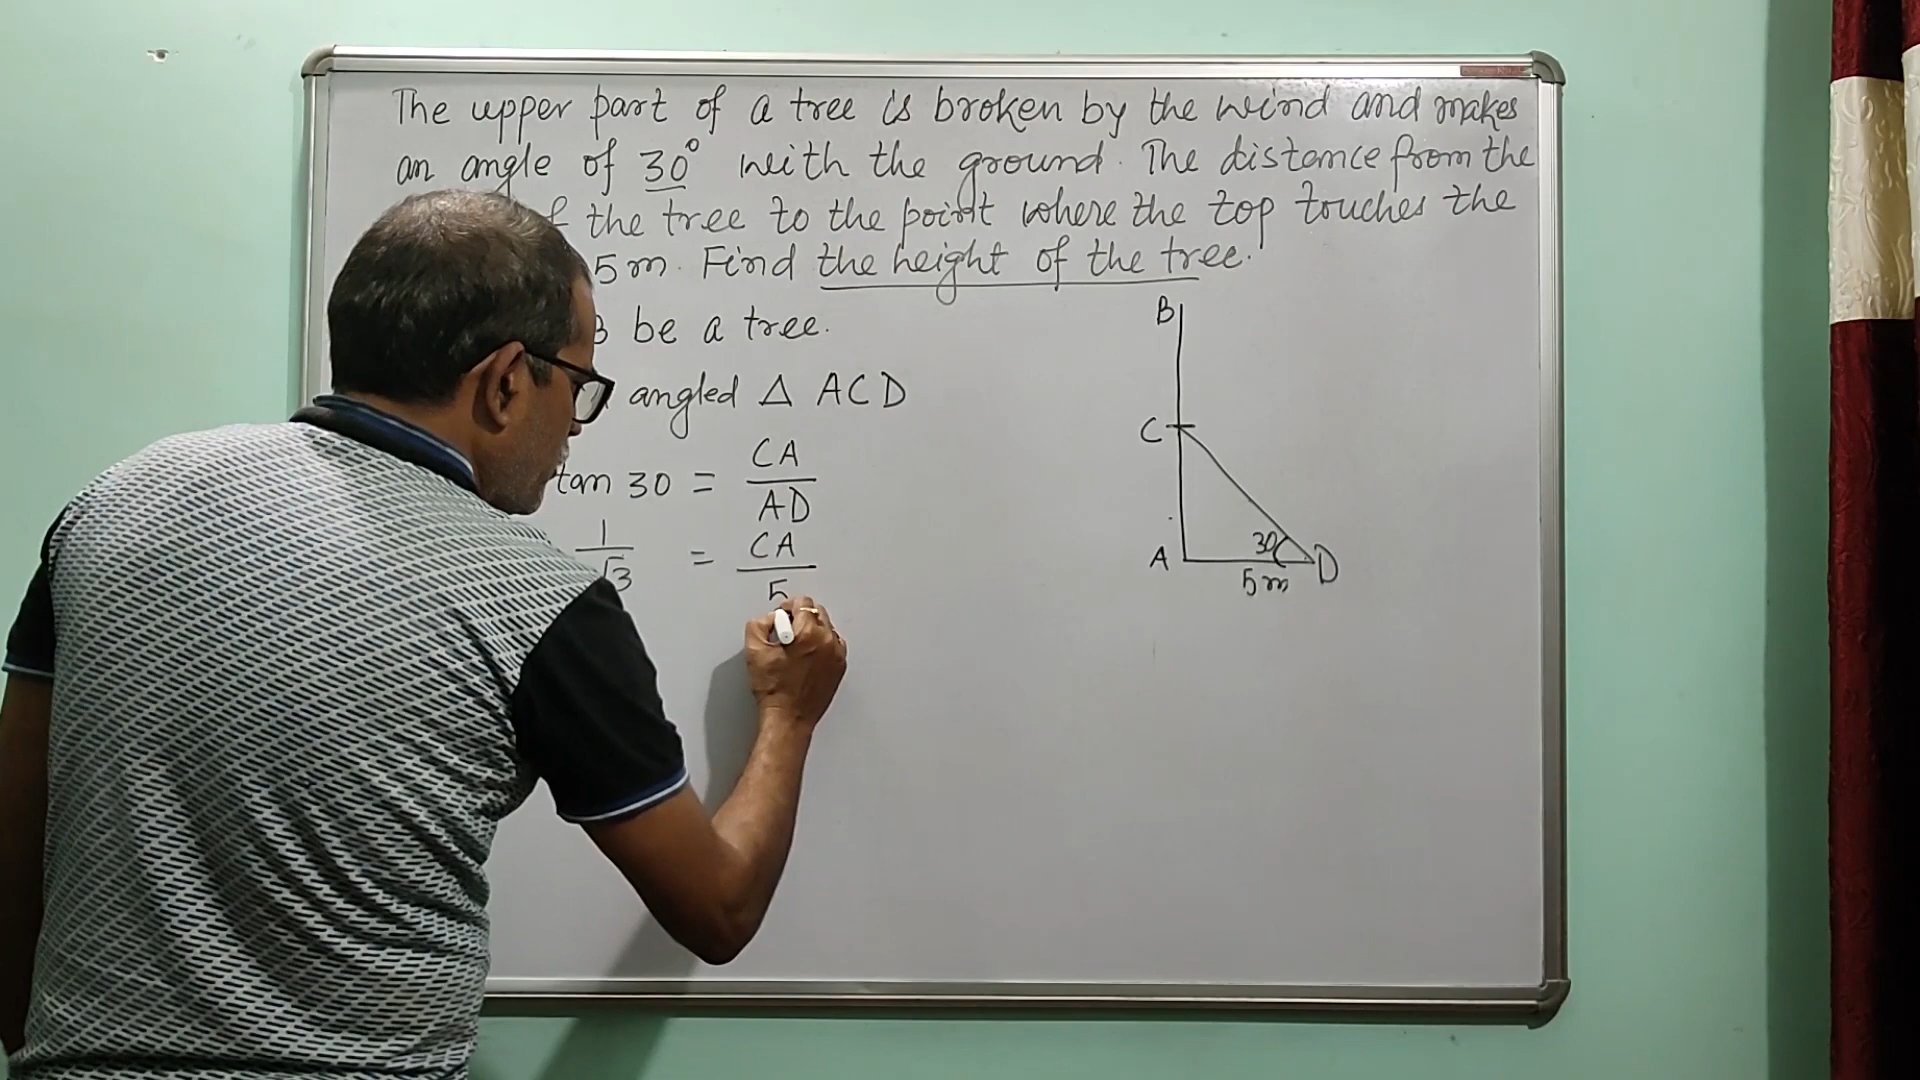 The upper part of a tree is broken by the wind and makes
an angle of 30° with the ground. The distance from the
the tree to the point where the top touches the
5m. Find the height of the tree.
B be a tree.
angled Δ ACD
tan 30 = CA/AD
1/√3 = CA/5
B
C
A
30
D
5m